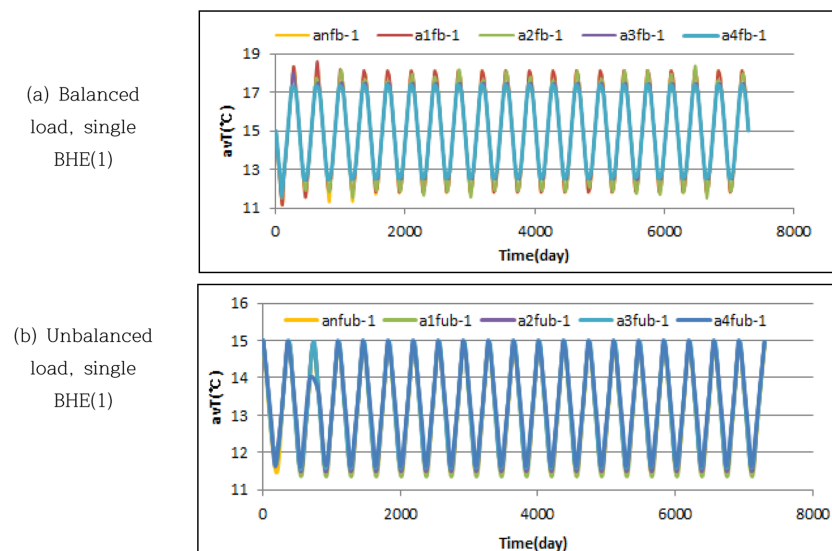 (a) Balanced
load, single
BHE(1)
anfb-1 a1fb-1 a2fb-1 a3fb-1 a4fb-1
19
17
15
13
11
avT(℃)
2000 4000 6000 8000
Time(day)
(b) Unbalanced
load, single
BHE(1)
anfub-1 a1fub-1 a2fub-1 a3fub-1 a4fub-1
16
15
14
13
12
11
avT(℃)
0 2000 4000 6000 8000
Time(day)